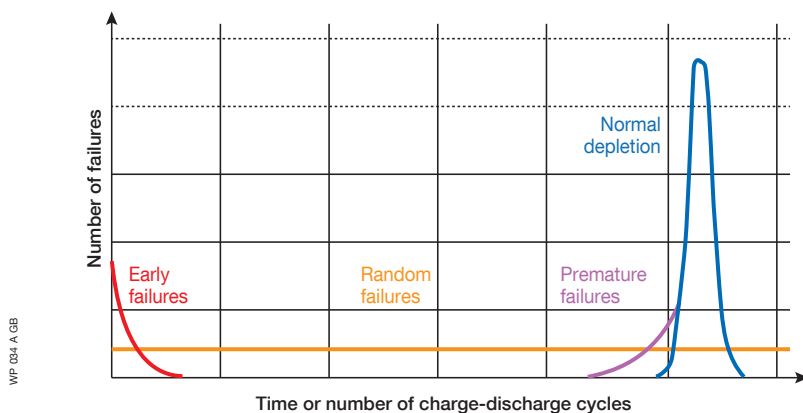 Number of failures
Normal
depletion
Early
failures
Random
failures
Premature
failures
Time or number of charge-discharge cycles
WP 034 A GB